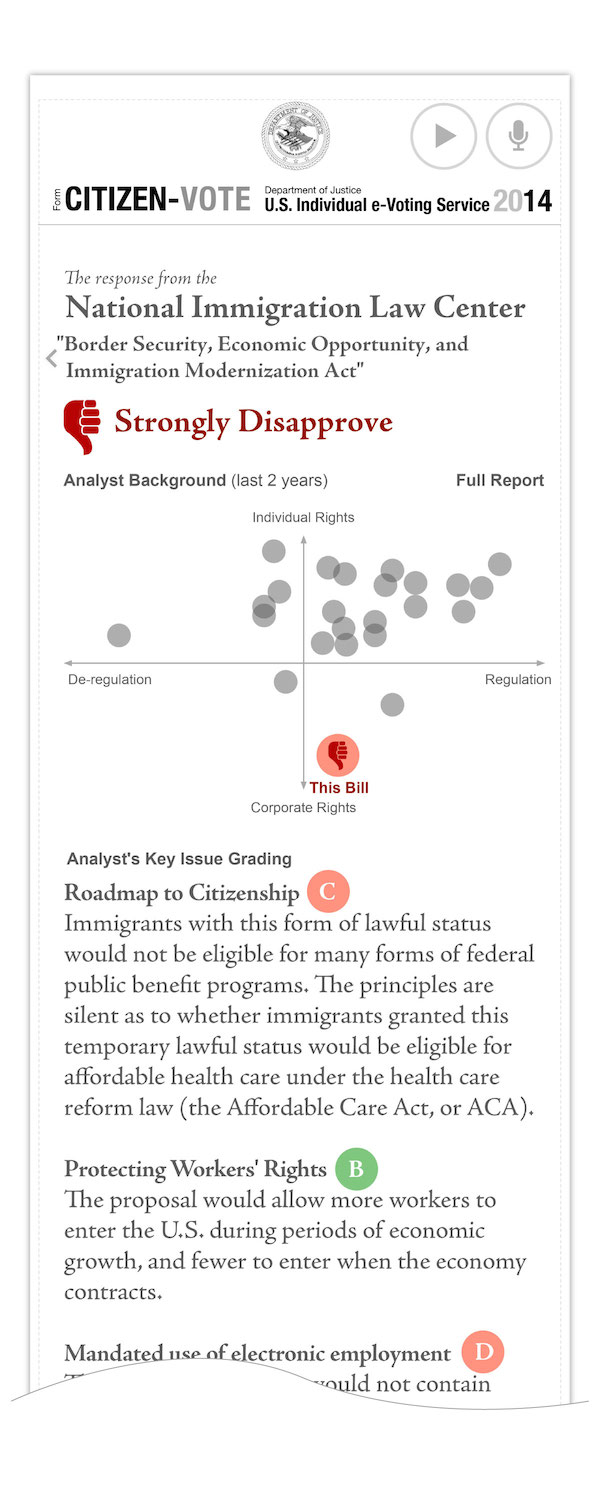 DEPARTMENT OF JUSTICE
Form
CITIZEN-VOTE
Department of Justice
U.S. Individual e-Voting Service 2014
The response from the
National Immigration Law Center
"Border Security, Economic Opportunity, and
Immigration Modernization Act"
Strongly Disapprove
Analyst Background (last 2 years)
Full Report
Individual Rights
De-regulation
Regulation
This Bill
Corporate Rights
Analyst's Key Issue Grading
Roadmap to Citizenship C
Immigrants with this form of lawful status
would not be eligible for many forms of federal
public benefit programs. The principles are
silent as to whether immigrants granted this
temporary lawful status would be eligible for
affordable health care under the health care
reform law (the Affordable Care Act, or ACA).
Protecting Workers' Rights B
The proposal would allow more workers to
enter the U.S. during periods of economic
growth, and fewer to enter when the economy
contracts.
Mandated use of electronic employment D
would not contain